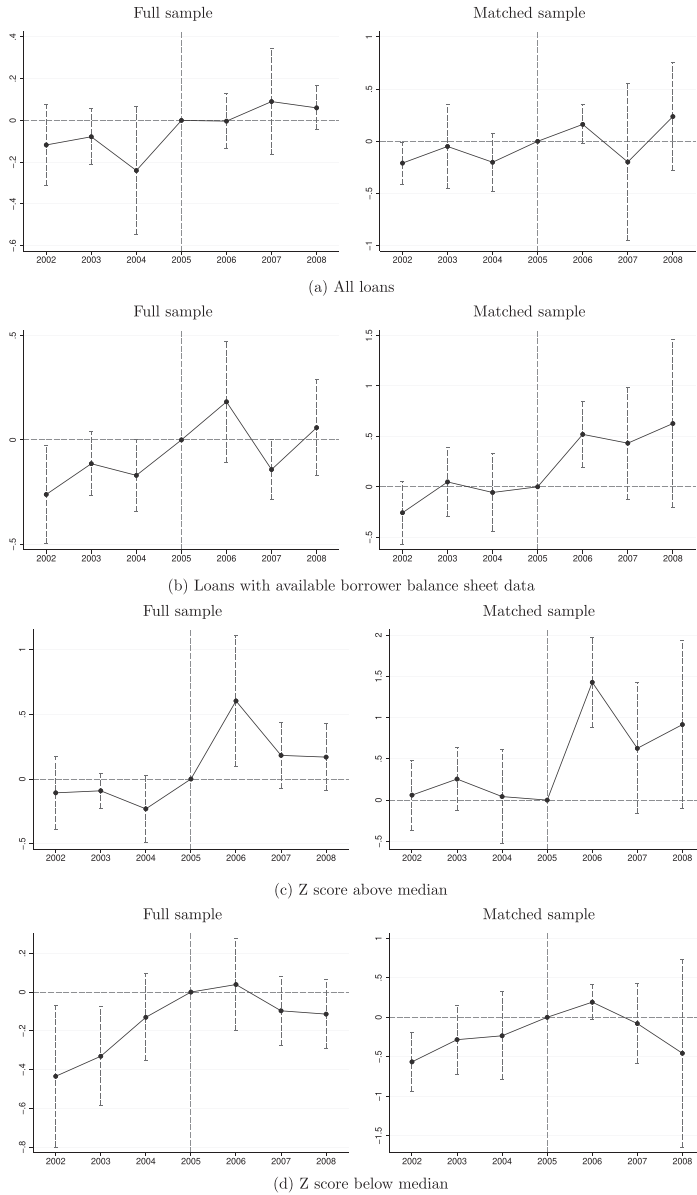 Full sample
Matched sample
.4
.2
0
-.2
-.4
-.6
2002 2003 2004 2005 2006 2007 2008
1
.5
0
-.5
-1
2002 2003 2004 2005 2006 2007 2008
(a) All loans
Full sample
Matched sample
.5
0
-.5
2002 2003 2004 2005 2006 2007 2008
1.5
1
.5
0
-.5
2002 2003 2004 2005 2006 2007 2008
(b) Loans with available borrower balance sheet data
Full sample
Matched sample
1
.5
0
-.5
2002 2003 2004 2005 2006 2007 2008
2
1.5
1
.5
0
-.5
2002 2003 2004 2005 2006 2007 2008
(c) Z score above median
Full sample
Matched sample
.2
0
-.2
-.4
-.6
-.8
2002 2003 2004 2005 2006 2007 2008
1
.5
0
-.5
-1
-1.5
2002 2003 2004 2005 2006 2007 2008
(d) Z score below median